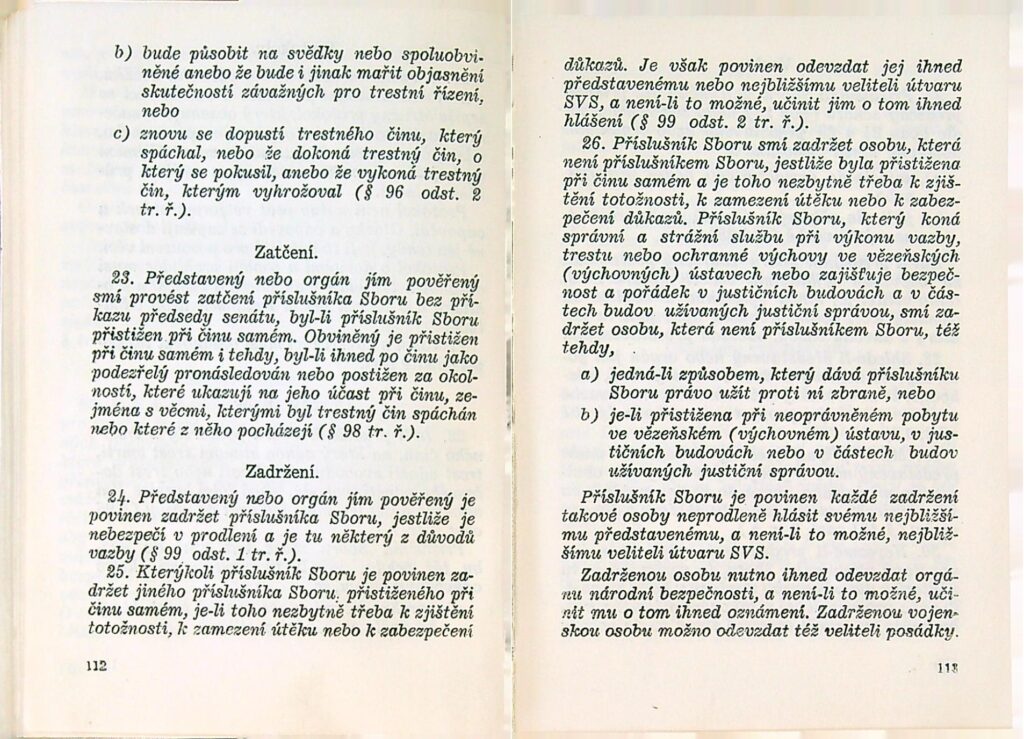 b) bude působit na svědky nebo spoluobvi-
něné anebo že bude i jinak mařit objasnění
skutečností závažných pro trestní řízení,
nebo
c) znovu se dopustí trestného činu, který
spáchal, nebo že dokoná trestný čin, o
který se pokusil, anebo že vykoná trestný
čin, kterým vyhrožoval (§ 96 odst. 2
tr. ř.).
Zatčení.
23. Představený nebo orgán jím pověřený
smí provést zatčení příslušníka Sboru bez pří-
kazu předsedy senátu, byl-li příslušník Sboru
přistižen při činu samém. Obviněný je přistižen
při činu samém i tehdy, byl-li ihned po činu jako
podezřelý pronásledován nebo postižen za okol-
ností, které ukazují na jeho účast při činu, ze-
jména s věcmi, kterými byl trestný čin spáchán
nebo které z něho pocházejí (§ 98 tr. ř.).
Zadržení.
24. Představený nebo orgán jím pověřený je
povinen zadržet příslušníka Sboru, jestliže je
nebezpečí v prodlení a je tu některý z důvodů
vazby (§ 99 odst. 1 tr. ř.).
25. Kterýkoli příslušník Sboru je povinen za-
držet jiného příslušníka Sboru. přistiženého při
činu samém, je-li toho nezbytně třeba k zjištění
totožnosti, k zamezení útěku nebo k zabezpečení
112
důkazů. Je však povinen odevzdat jej ihned
představenému nebo nejbližšímu veliteli útvaru
SVS, a není-li to možné, učinit jim o tom ihned
hlášení (§ 99 odst. 2 tr. ř.).
26. Příslušník Sboru smí zadržet osobu, která
není příslušníkem Sboru, jestliže byla přistižena
při činu samém a je toho nezbytně třeba k zjiš-
tění totožnosti, k zamezení útěku nebo k zabez-
pečení důkazů. Příslušník Sboru, který koná
správní a strážní službu při výkonu vazby,
trestu nebo ochranné výchovy ve vězeňských
(výchovných) ústavech nebo zajišťuje bezpeč-
nost a pořádek v justičních budovách a v čás-
tech budov užívaných justiční správou, smí za-
držet osobu, která není příslušníkem Sboru, též
tehdy,
a) jedná-li způsobem, který dává příslušníku
Sboru právo užít proti ní zbraně, nebo
b) je-li přistižena při neoprávněném pobytu
ve vězeňském (výchovném) ústavu, v jus-
tičních budovách nebo v částech budov
užívaných justiční správou.
Příslušník Sboru je povinen každé zadržení
takové osoby neprodleně hlásit svému nejbližší-
mu představenému, a není-li to možné, nejbliž-
šímu veliteli útvaru SVS.
Zadrženou osobu nutno ihned odevzdat orgá-
nu národní bezpečnosti, a není-li to možné, uči-
nit mu o tom ihned oznámení. Zadrženou vojen-
skou osobu možno odevzdat též veliteli posádky.
113